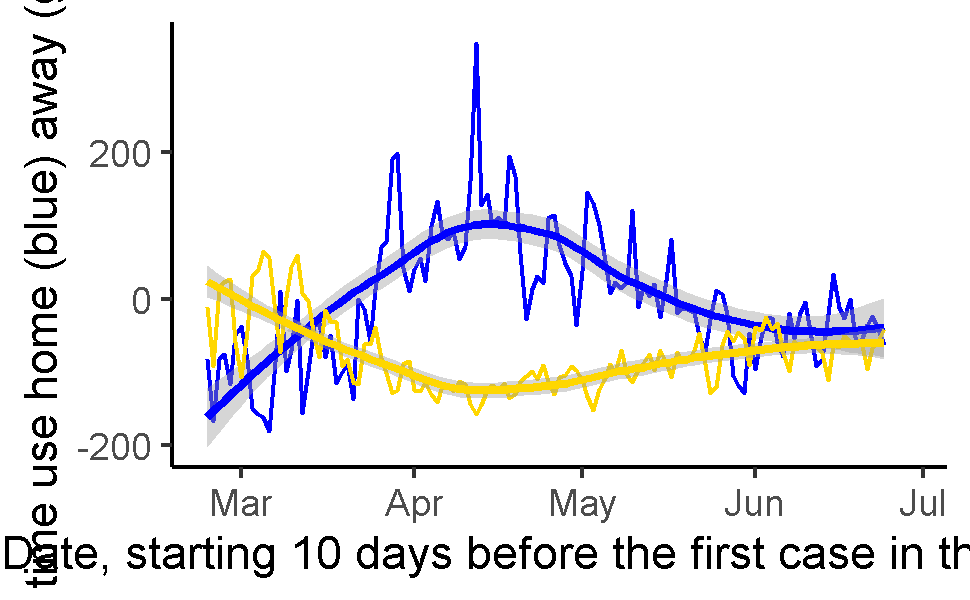 time use home (blue) away (
200
0
-200
Mar Apr May Jun Jul
Date, starting 10 days before the first case in th